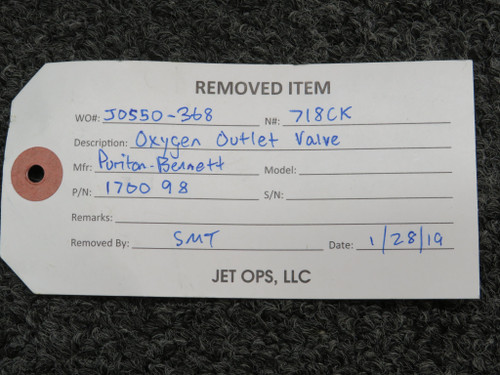 REMOVED ITEM
WO#: J0550-368 N#: 718CK
Description: Oxygen Outlet Valve
Mfr: Puriton-Bennett Model:
P/N: 170098 S/N:
Remarks:
Removed By: SMT Date: 1/28/19
JET OPS, LLC